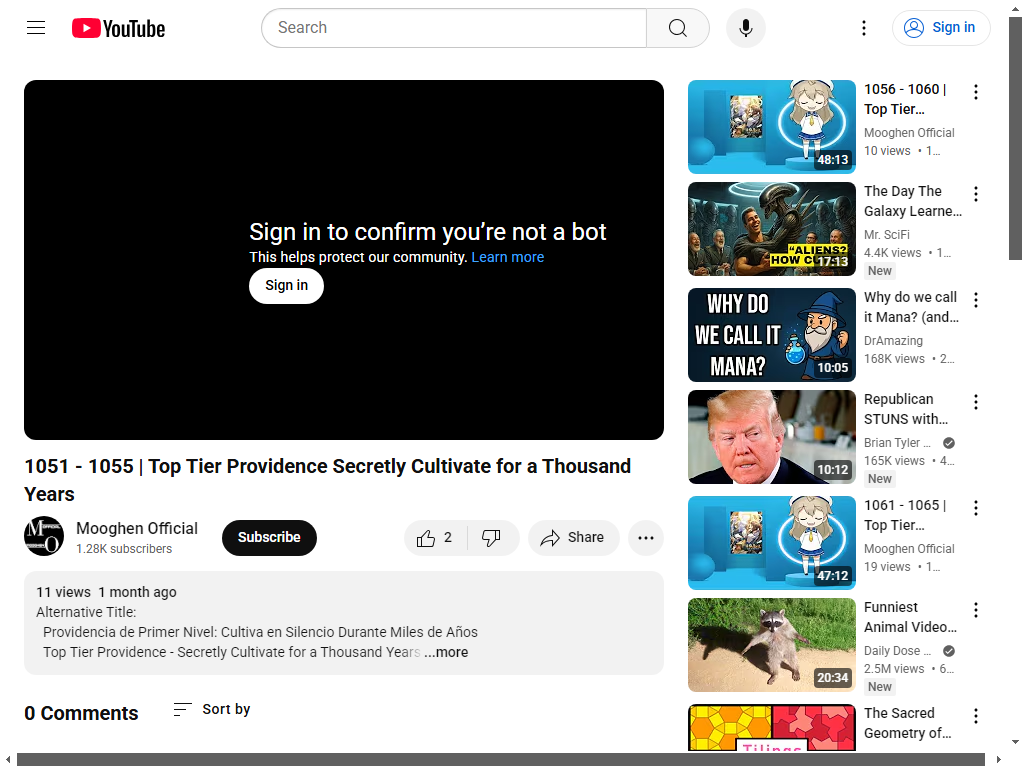 YouTube
Search
Sign in
Sign in to confirm you’re not a bot
This helps protect our community. Learn more
Sign in
1051 - 1055 | Top Tier Providence Secretly Cultivate for a Thousand
Years
Mooghen Official
1.28K subscribers
Subscribe
2
Share
11 views 1 month ago
Alternative Title:
Providencia de Primer Nivel: Cultiva en Silencio Durante Miles de Años
Top Tier Providence - Secretly Cultivate for a Thousand Years ...more
0 Comments
Sort by
48:13
1056 - 1060 |
Top Tier…
Mooghen Official
10 views • 1…
"ALIENS?
17:13
The Day The
Galaxy Learne…
Mr. SciFi
4.4K views • 1…
New
WHY DO
WE CALL IT
MANA?
10:05
Why do we call
it Mana? (and…
DrAmazing
168K views • 2…
10:12
Republican
STUNS with…
Brian Tyler …
165K views • 4…
New
47:12
1061 - 1065 |
Top Tier…
Mooghen Official
19 views • 1…
20:34
Funniest
Animal Video…
Daily Dose …
2.5M views • 6…
New
Tilings
The Sacred
Geometry of…